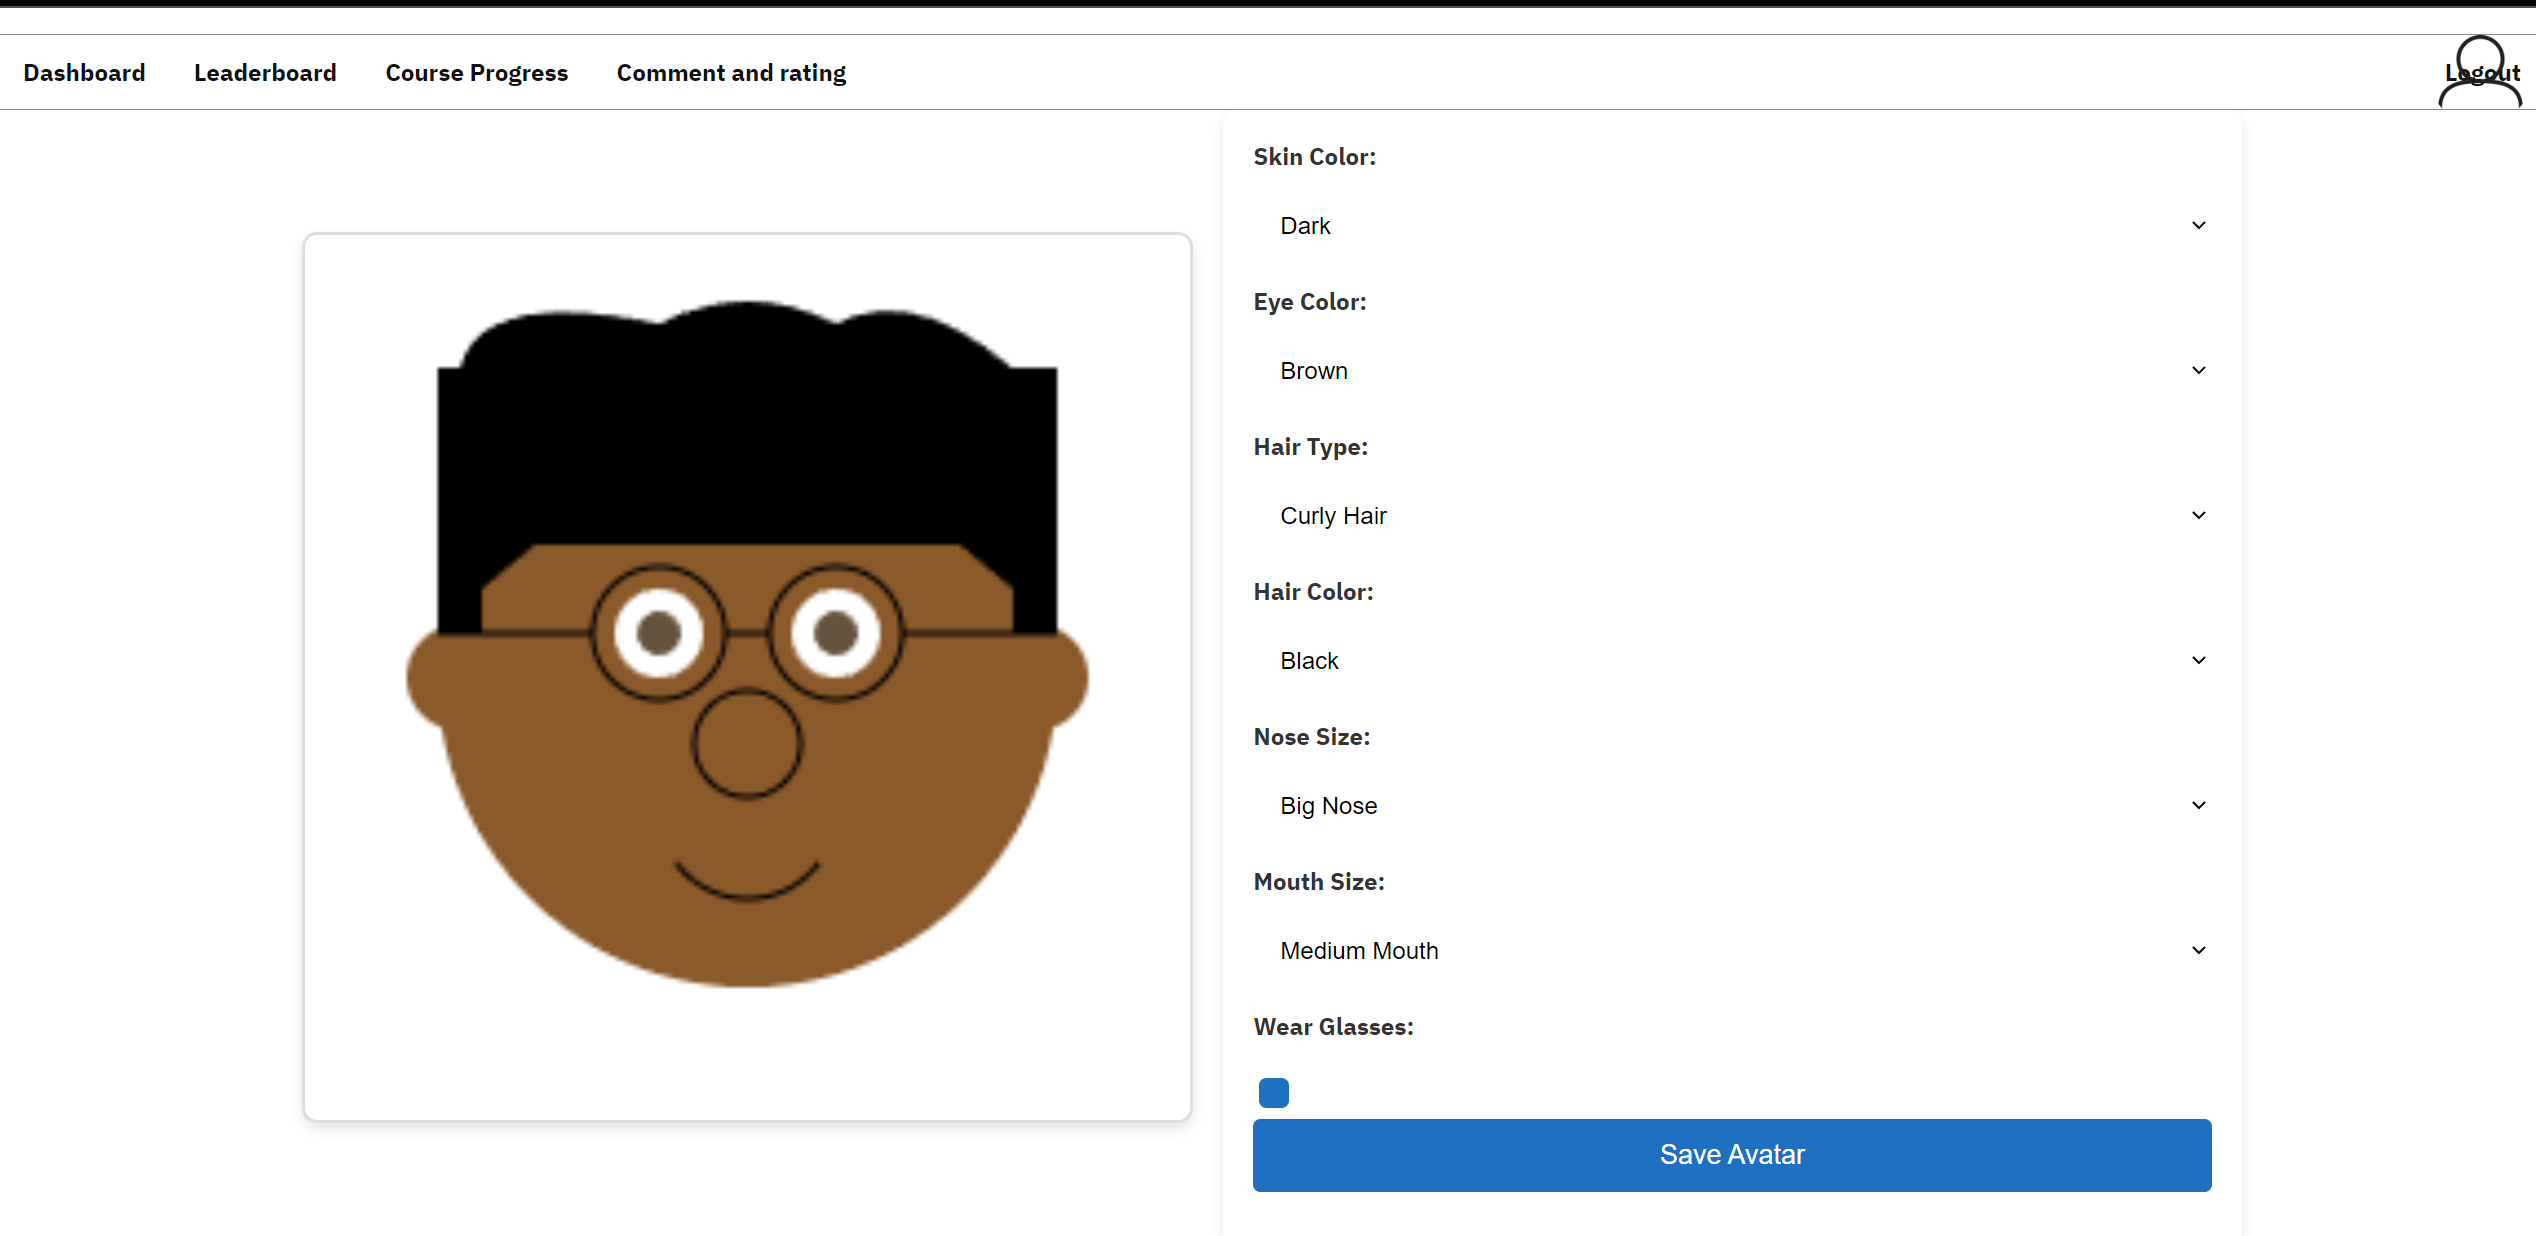 Dashboard Leaderboard Course Progress Comment and rating Logout
Skin Color:
Dark
Eye Color:
Brown
Hair Type:
Curly Hair
Hair Color:
Black
Nose Size:
Big Nose
Mouth Size:
Medium Mouth
Wear Glasses:
Save Avatar